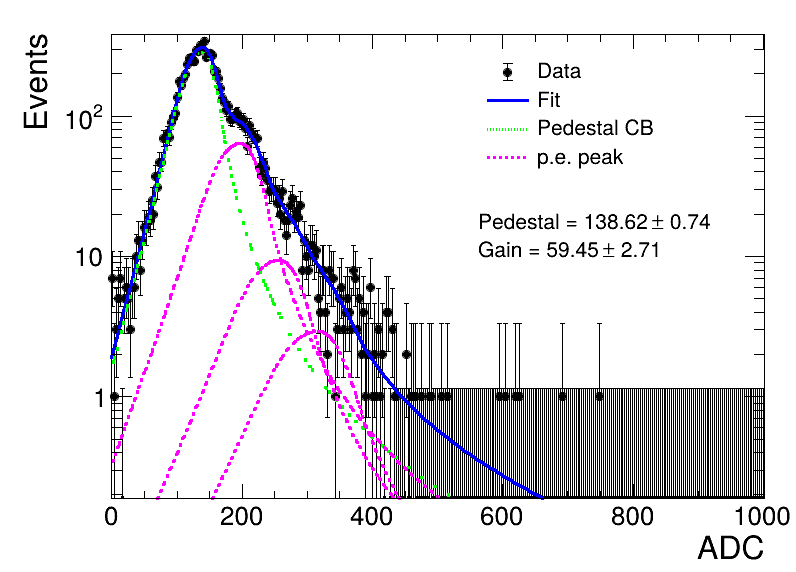 Events
10²
10
1
Data
Fit
Pedestal CB
p.e. peak
Pedestal = 138.62 ± 0.74
Gain = 59.45 ± 2.71
0 200 400 600 800 1000
ADC